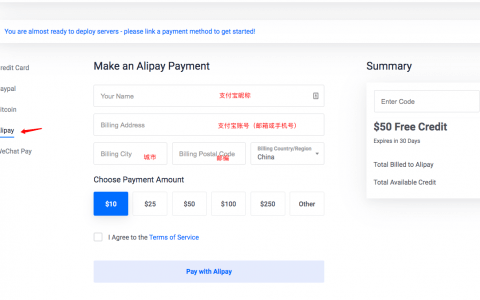 You are almost ready to deploy servers - please link a payment method to get started!
redit Card
aypal
itcoin
lipay
WeChat Pay
Make an Alipay Payment
Your Name 支付宝昵称
Billing Address 支付宝账号（邮箱或手机号）
Billing City 城市
Billing Postal Code 邮编
Billing Country/Region
China
Choose Payment Amount
$10 $25 $50 $100 $250 Other
I Agree to the Terms of Service
Pay with Alipay
Summary
Enter Code
$50 Free Credit
Expires in 30 Days
Total Billed to Alipay
Total Available Credit